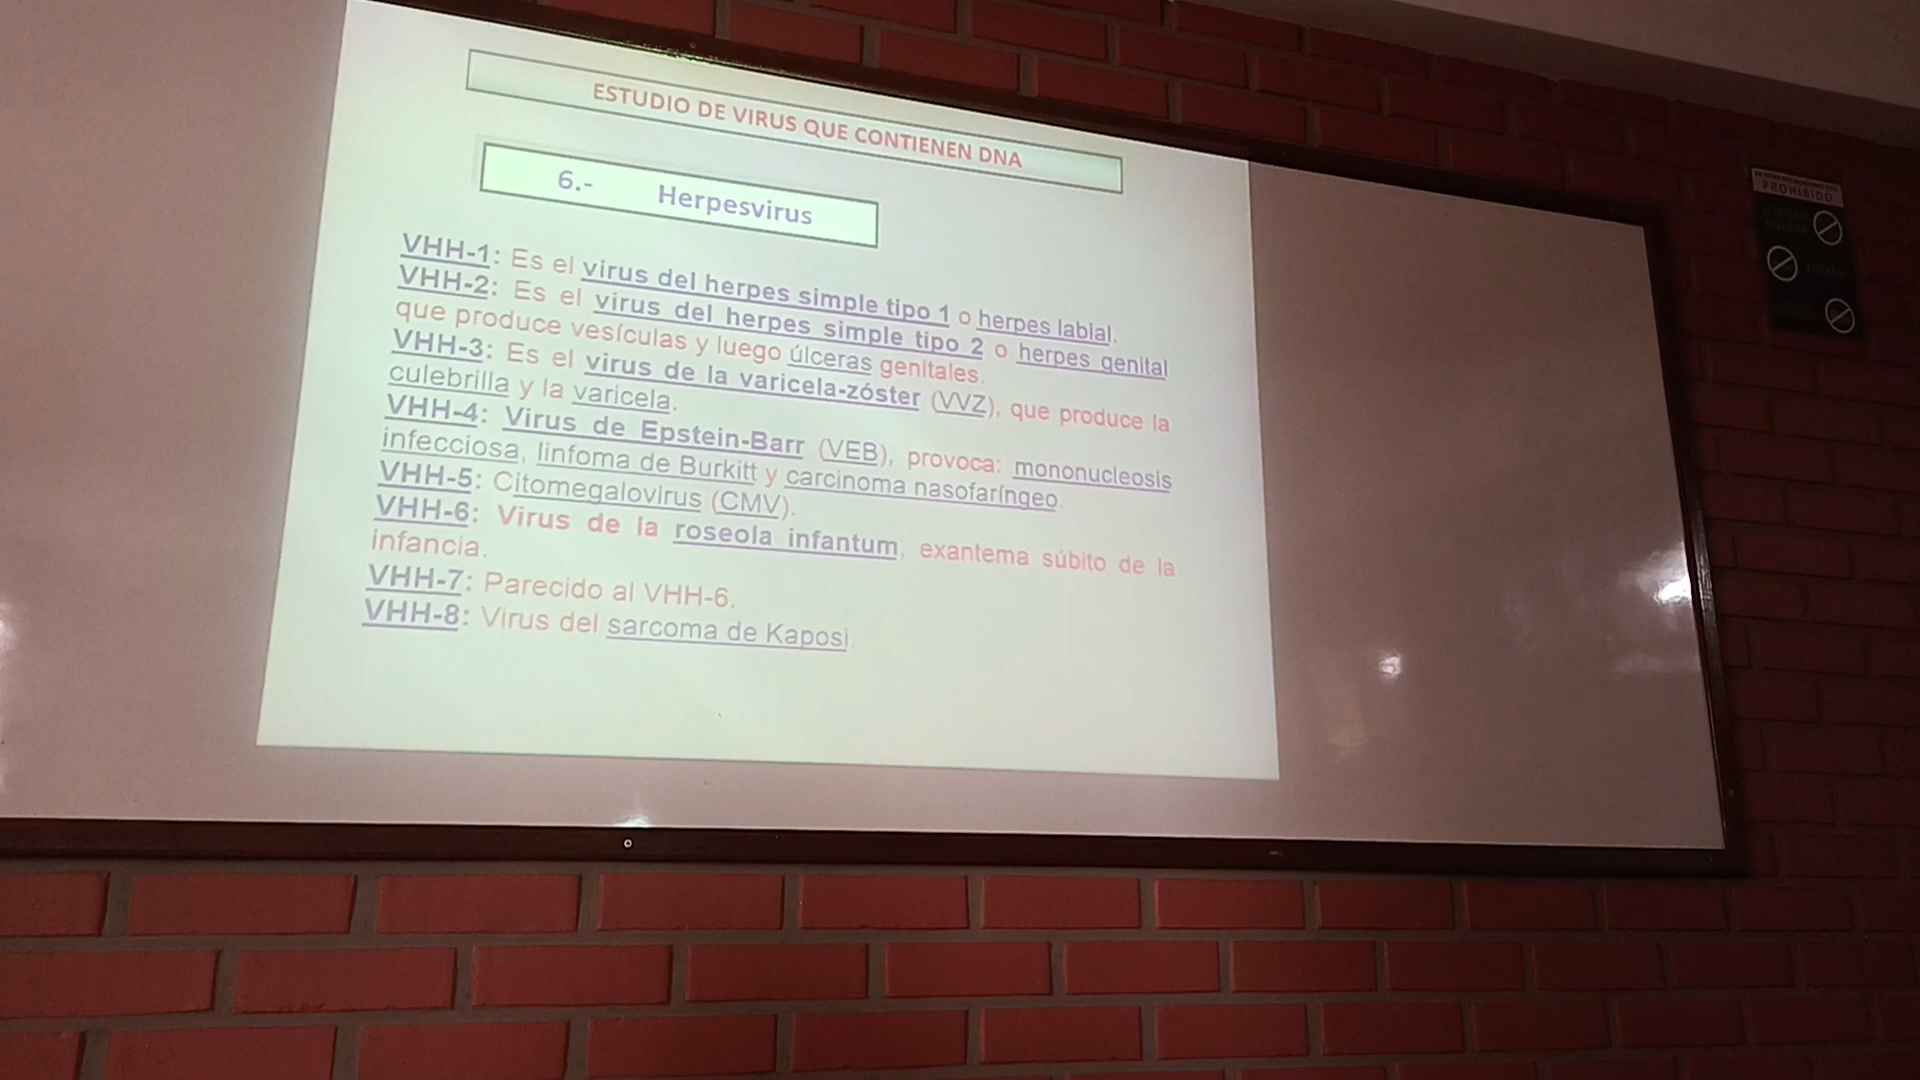 ESTUDIO DE VIRUS QUE CONTIENEN DNA
6.- Herpesvirus
VHH-1: Es el virus del herpes simple tipo 1 o herpes lablal.
VHH-2: Es el virus del herpes simple tipo 2 o herpes genital
que produce vesículas y luego úlceras genitales.
VHH-3: Es el virus de la varicela-zóster (VVZ), que produce la
culebrilla y la varicela.
VHH-4: Virus de Epstein-Barr (VEB), provoca: mononucleosis
infecciosa, linfoma de Burkitt y carcinoma nasofaríngeo.
VHH-5: Citomegalovirus (CMV).
VHH-6: Virus de la roseola infantum, exantema súbito de la
infancia.
VHH-7: Parecido al VHH-6.
VHH-8: Virus del sarcoma de Kaposi.
PROHIBIDO